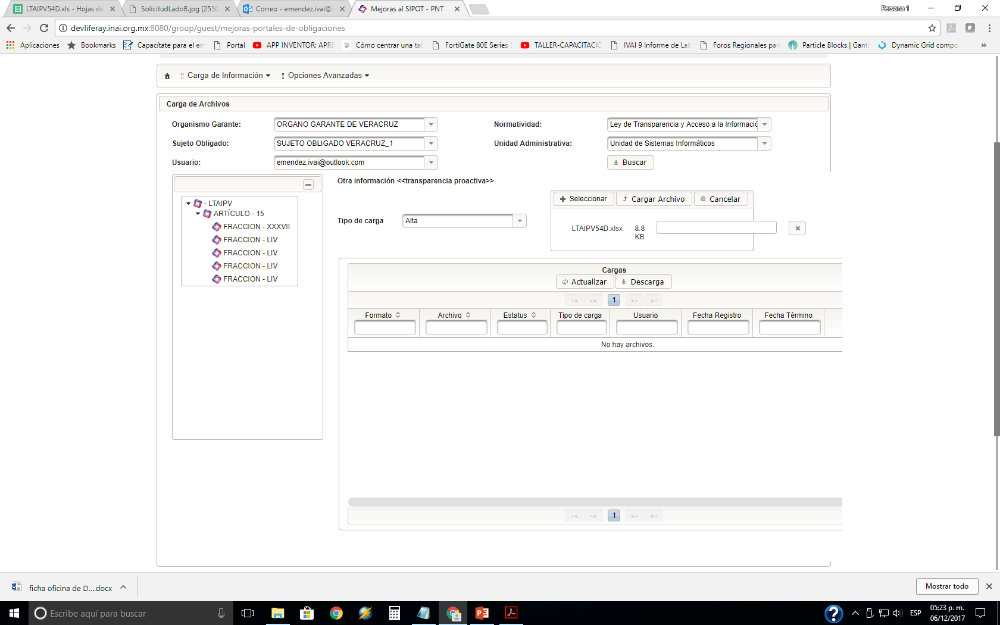 LTAIPV54D.xls - Hojas de
SolicitudLadoB.jpg (2550
Correo - emendez.ivai@o
Mejoras al SIPOT - PNT
Persona 1
devliferay.inai.org.mx:8080/group/guest/mejoras-portales-de-obligaciones
Aplicaciones
Bookmarks
Capacítate para el em
Portal
APP INVENTOR: APRE
Cómo centrar una tab
FortiGate 80E Series D
TALLER-CAPACITACIÓ
IVAI 9 Informe de Lab
Foros Regionales para
Particle Blocks | Gantr
Dynamic Grid compo
»
Carga de Información
Opciones Avanzadas
Carga de Archivos
Organismo Garante: ORGANO GARANTE DE VERACRUZ
Normatividad: Ley de Transparencia y Acceso a la Informació
Sujeto Obligado: SUJETO OBLIGADO VERACRUZ_1
Unidad Administrativa: Unidad de Sistemas Informáticos
Usuario: emendez.ivai@outlook.com
Buscar
- LTAIPV
ARTÍCULO - 15
FRACCION - XXXVII
FRACCION - LIV
FRACCION - LIV
FRACCION - LIV
FRACCION - LIV
Otra información <<transparencia proactiva>>
Tipo de carga Alta
Seleccionar Cargar Archivo Cancelar
LTAIPV54D.xlsx 8.8 KB
Cargas
Actualizar Descarga
1
Formato Archivo Estatus Tipo de carga Usuario Fecha Registro Fecha Término
No hay archivos.
1
ficha oficina de D....docx
Mostrar todo
Escribe aquí para buscar
ESP
05:23 p. m.
06/12/2017